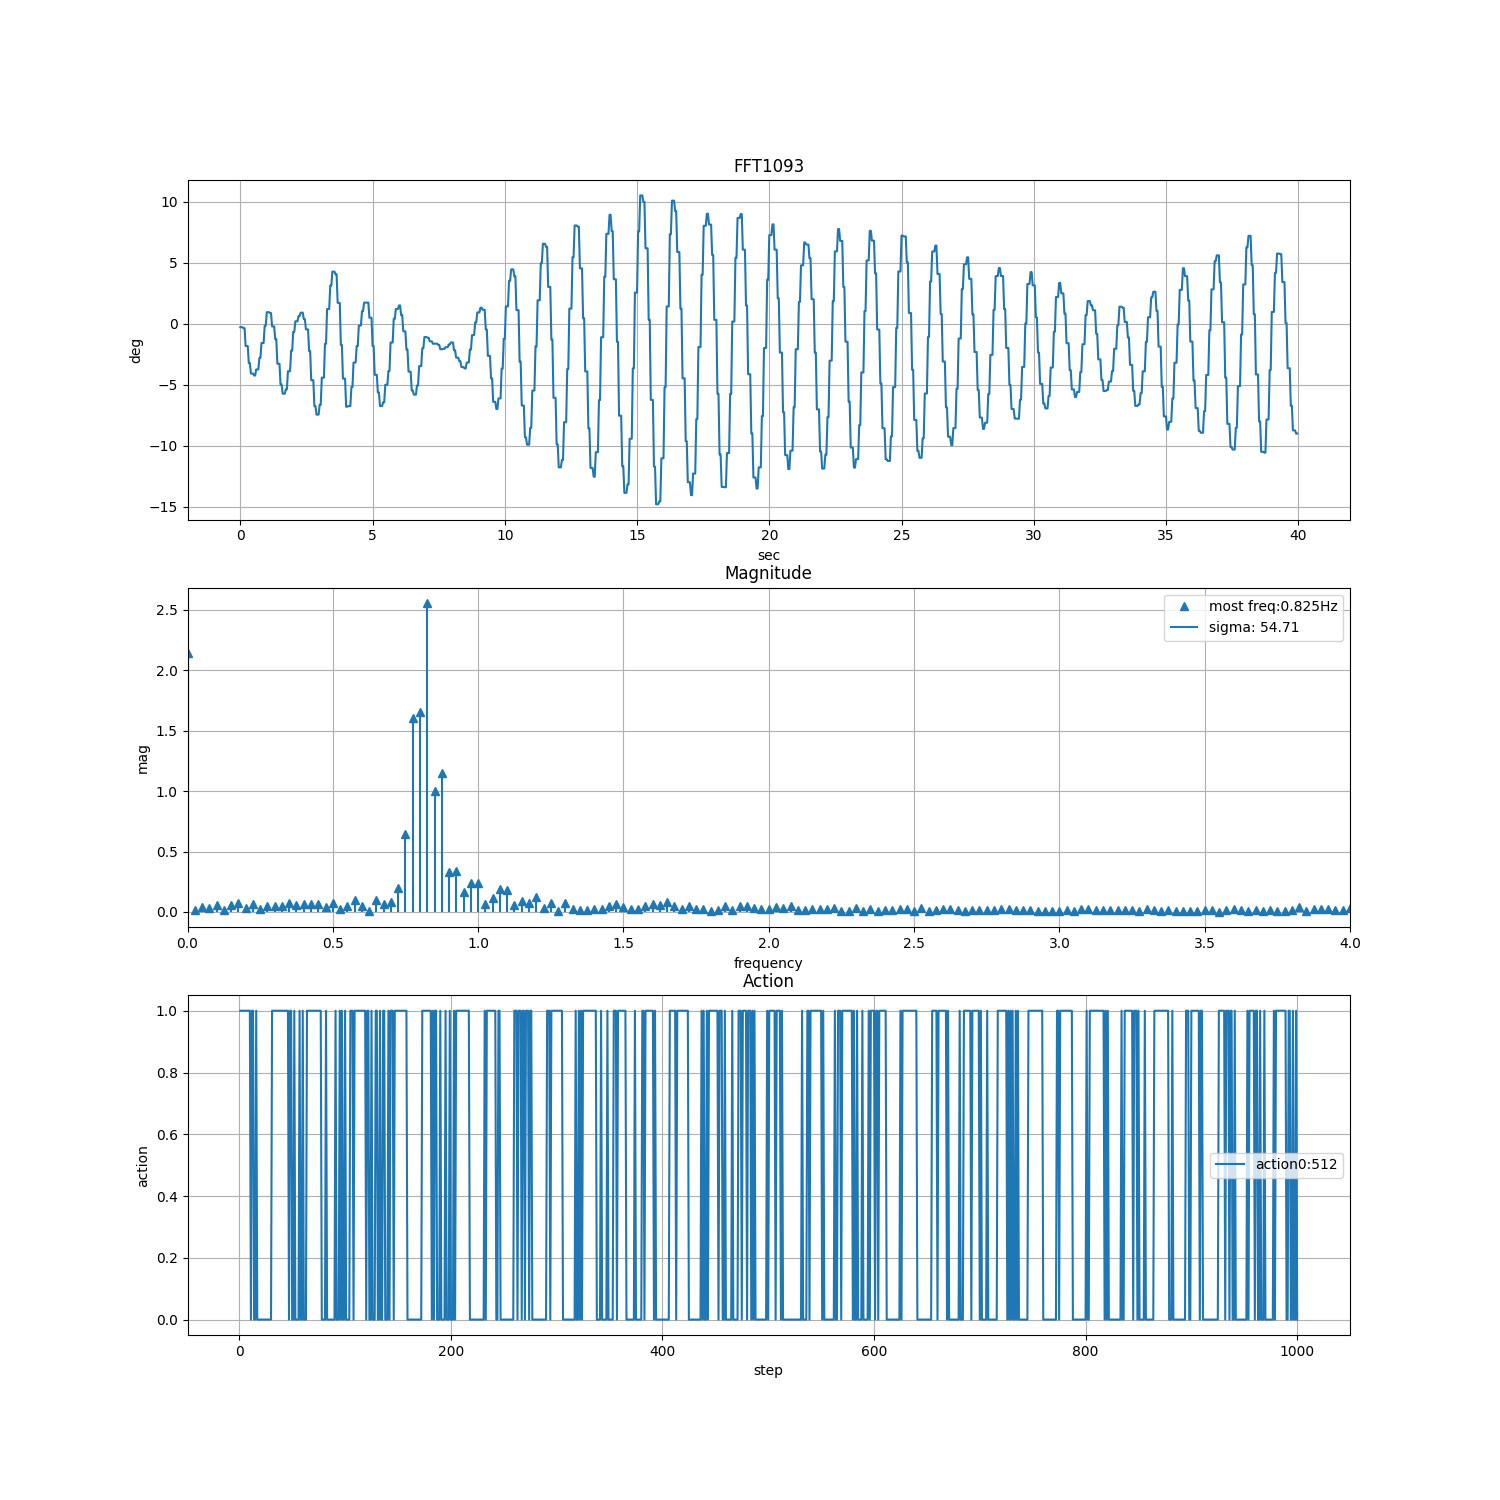 FFT1093
10
5
0
−5
−10
−15
deg
0 5 10 15 20 25 30 35 40
sec
Magnitude
most freq:0.825Hz
sigma: 54.71
2.5
2.0
1.5
1.0
0.5
0.0
mag
0.0 0.5 1.0 1.5 2.0 2.5 3.0 3.5 4.0
frequency
Action
1.0
0.8
0.6
0.4
0.2
0.0
action
action0:512
0 200 400 600 800 1000
step